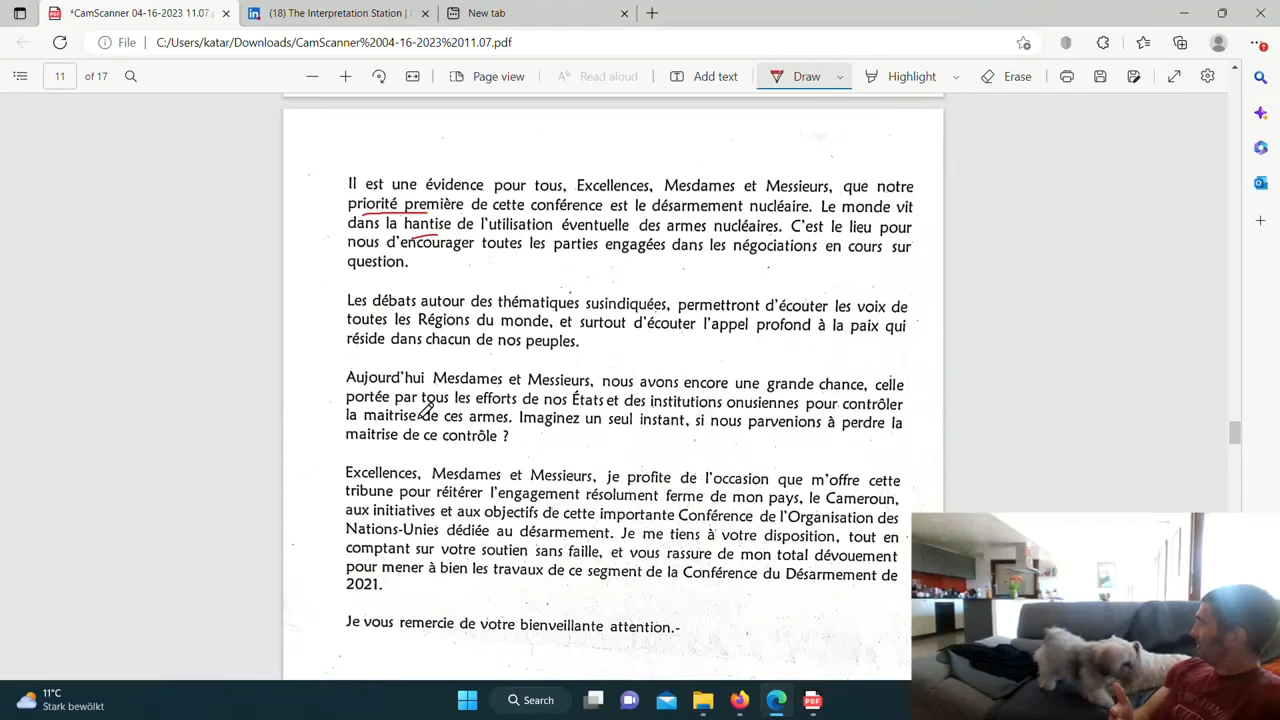 *CamScanner 04-16-2023 11.07.p
(18) The Interpretation Station |
New tab
File
C:/Users/katar/Downloads/CamScanner%2004-16-2023%2011.07.pdf
11 of 17
Page view
Read aloud
Add text
Draw
Highlight
Erase
Il est une évidence pour tous, Excellences, Mesdames et Messieurs, que notre
priorité première de cette conférence est le désarmement nucléaire. Le monde vit
dans la hantise de l'utilisation éventuelle des armes nucléaires. C'est le lieu pour
nous d'encourager toutes les parties engagées dans les négociations en cours sur
question.
Les débats autour des thématiques susindiquées, permettront d'écouter les voix de
toutes les Régions du monde, et surtout d'écouter l'appel profond à la paix qui
réside dans chacun de nos peuples.
Aujourd'hui Mesdames et Messieurs, nous avons encore une grande chance, celle
portée par tous les efforts de nos États et des institutions onusiennes pour contrôler
la maitrise de ces armes. Imaginez un seul instant, si nous parvenions à perdre la
maitrise de ce contrôle ?
Excellences, Mesdames et Messieurs, je profite de l'occasion que m'offre cette
tribune pour réitérer l'engagement résolument ferme de mon pays, le Cameroun,
aux initiatives et aux objectifs de cette importante Conférence de l'Organisation des
Nations-Unies dédiée au désarmement. Je me tiens à votre disposition, tout en
comptant sur votre soutien sans faille, et vous rassure de mon total dévouement
pour mener à bien les travaux de ce segment de la Conférence du Désarmement de
2021.
Je vous remercie de votre bienveillante attention.-
11°C
Stark bewölkt
Search